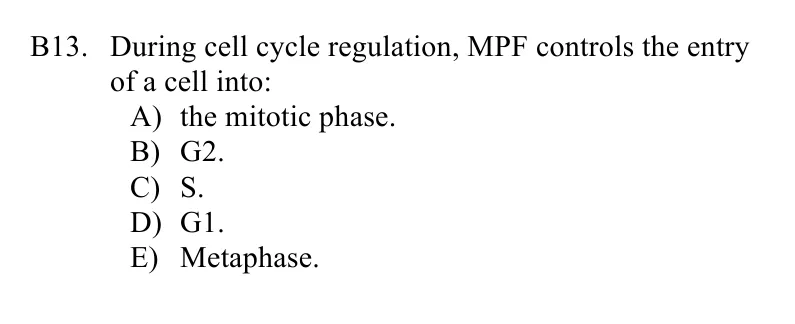 B13. During cell cycle regulation, MPF controls the entry
of a cell into:
A) the mitotic phase.
B) G2.
C) S.
D) G1.
E) Metaphase.